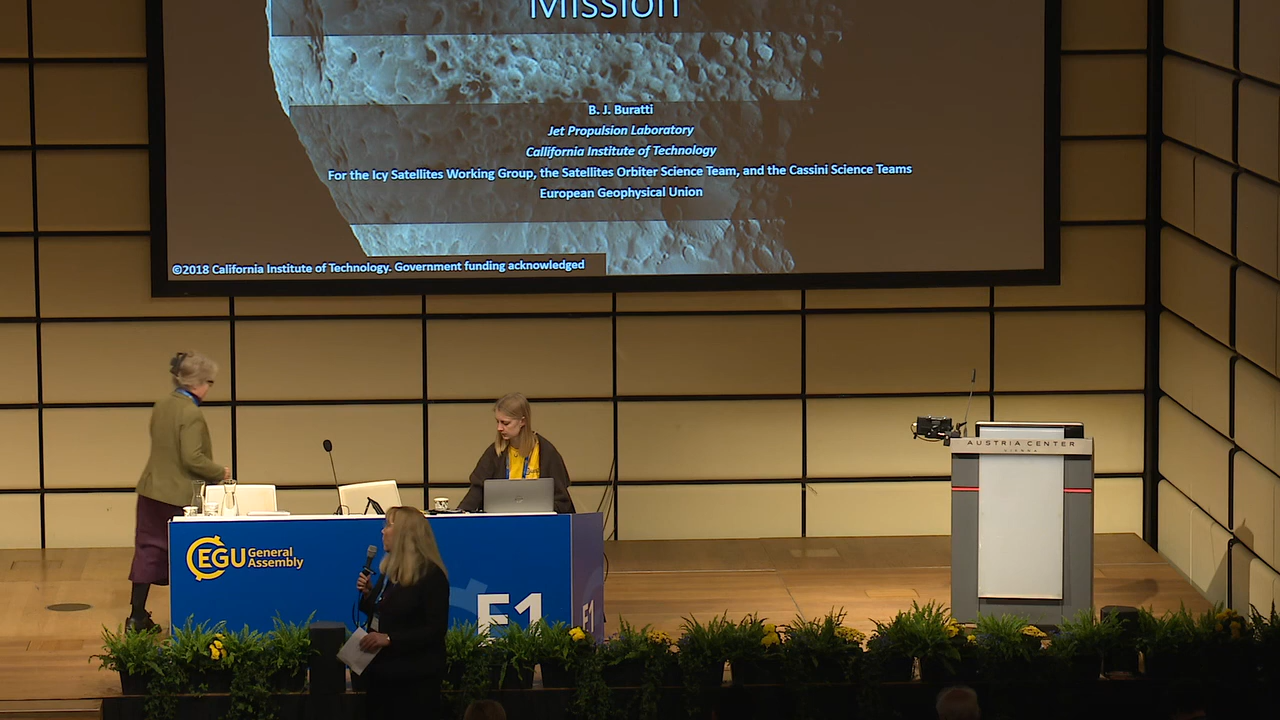 Mission
B. J. Buratti
Jet Propulsion Laboratory
Callifornia Institute of Technology
For the Icy Satellites Working Group, the Satellites Orbiter Science Team, and the Cassini Science Teams
European Geophysical Union
©2018 California Institute of Technology. Government funding acknowledged
AUSTRIA CENTER
VIENNA
EGU General
Assembly
E1
E1